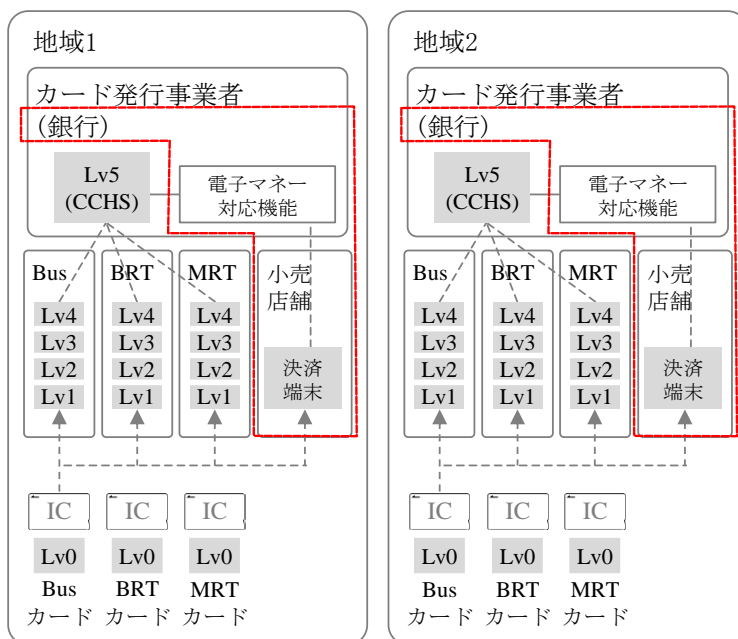 地域1
カード発行事業者
(銀行)
Lv5
(CCHS)
電子マネー
対応機能
Bus
BRT
MRT
小売
店舗
Lv4
Lv4
Lv4
Lv3
Lv3
Lv3
Lv2
Lv2
Lv2
Lv1
Lv1
Lv1
決済
端末
IC
IC
IC
Lv0
Lv0
Lv0
Bus
カード
BRT
カード
MRT
カード
地域2
カード発行事業者
(銀行)
Lv5
(CCHS)
電子マネー
対応機能
Bus
BRT
MRT
小売
店舗
Lv4
Lv4
Lv4
Lv3
Lv3
Lv3
Lv2
Lv2
Lv2
Lv1
Lv1
Lv1
決済
端末
IC
IC
IC
Lv0
Lv0
Lv0
Bus
カード
BRT
カード
MRT
カード